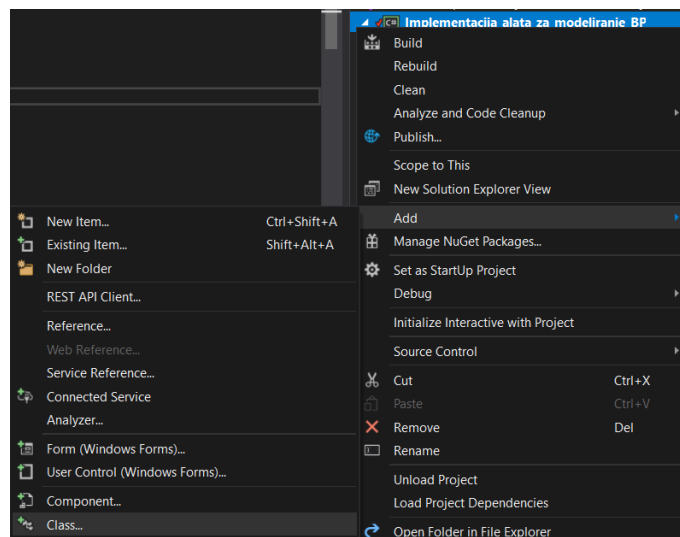 C# Implementacija alata za modeliranje BP
Build
Rebuild
Clean
Analyze and Code Cleanup
Publish...
Scope to This
New Solution Explorer View
Add
Manage NuGet Packages...
Set as StartUp Project
Debug
Initialize Interactive with Project
Source Control
Cut Ctrl+X
Paste Ctrl+V
Remove Del
Rename
Unload Project
Load Project Dependencies
Open Folder in File Explorer
New Item... Ctrl+Shift+A
Existing Item... Shift+Alt+A
New Folder
REST API Client...
Reference...
Web Reference...
Service Reference...
Connected Service
Analyzer...
Form (Windows Forms)...
User Control (Windows Forms)...
Component...
Class...